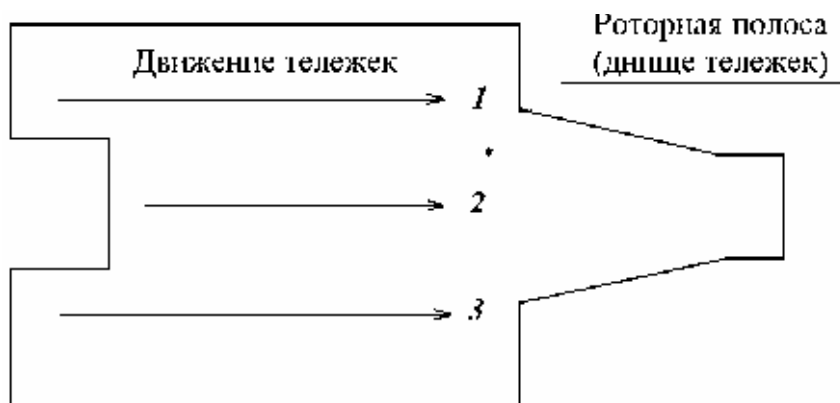 Роторная полоса
(днище тележек)
Движение тележек
1
2
3